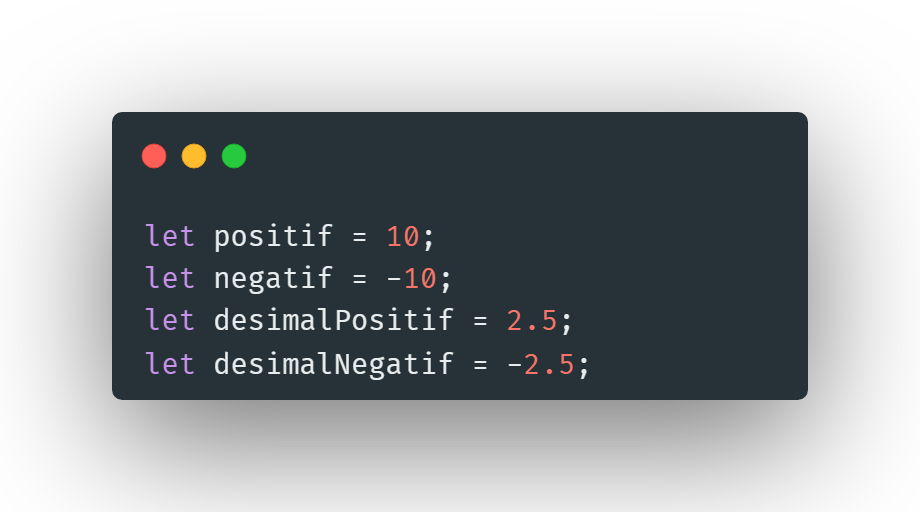 let positif = 10;
let negatif = -10;
let desimalPositif = 2.5;
let desimalNegatif = -2.5;